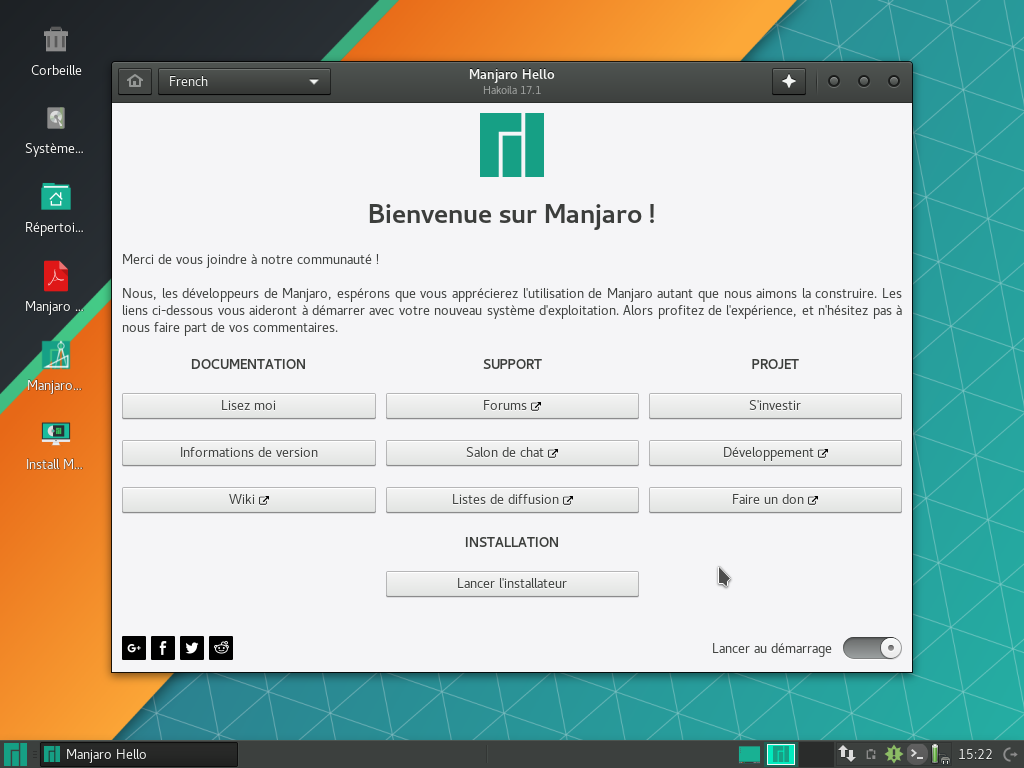 Corbeille
Système...
Répertoi...
Manjaro ...
Manjaro...
Install M...
French
Manjaro Hello
Hakoila 17.1
Bienvenue sur Manjaro !
Merci de vous joindre à notre communauté !
Nous, les développeurs de Manjaro, espérons que vous apprécierez l'utilisation de Manjaro autant que nous aimons la construire. Les
liens ci-dessous vous aideront à démarrer avec votre nouveau système d'exploitation. Alors profitez de l'expérience, et n'hésitez pas à
nous faire part de vos commentaires.
DOCUMENTATION SUPPORT PROJET
Lisez moi Forums S'investir
Informations de version Salon de chat Développement
Wiki Listes de diffusion Faire un don
INSTALLATION
Lancer l'installateur
G+ f
Lancer au démarrage
Manjaro Hello
15:22